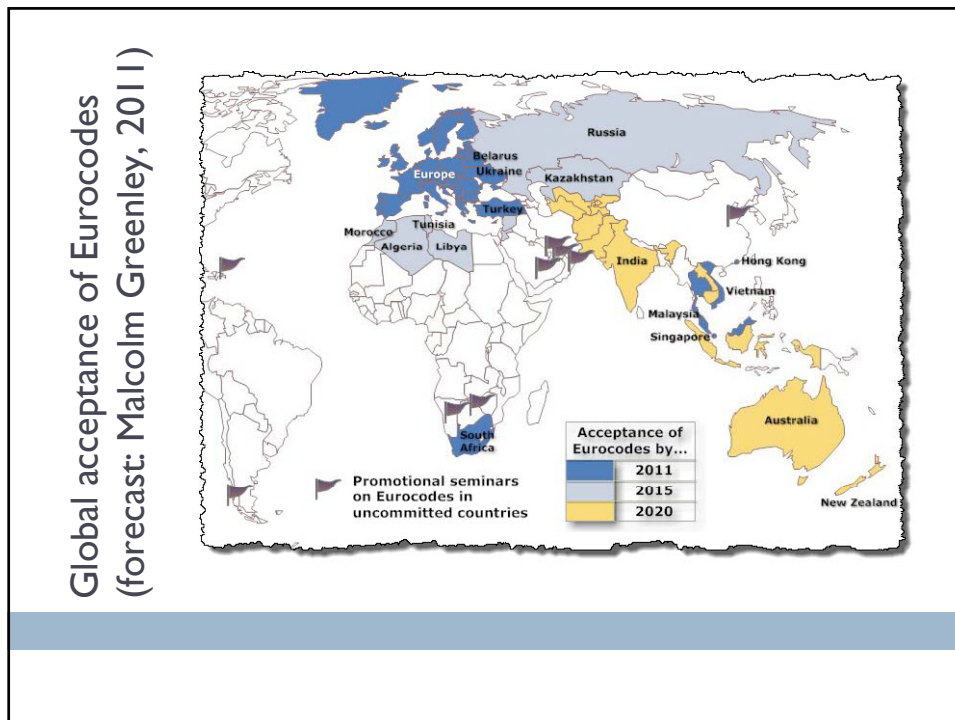 Global acceptance of Eurocodes
(forecast: Malcolm Greenley, 2011)
Russia
Belarus
Ukraine
Europe
Kazakhstan
Turkey
Tunisia
Morocco
Algeria
Libya
India
Hong Kong
Vietnam
Malaysia
Singapore
South
Africa
Australia
New Zealand
Acceptance of
Eurocodes by...
2011
2015
2020
Promotional seminars
on Eurocodes in
uncommitted countries